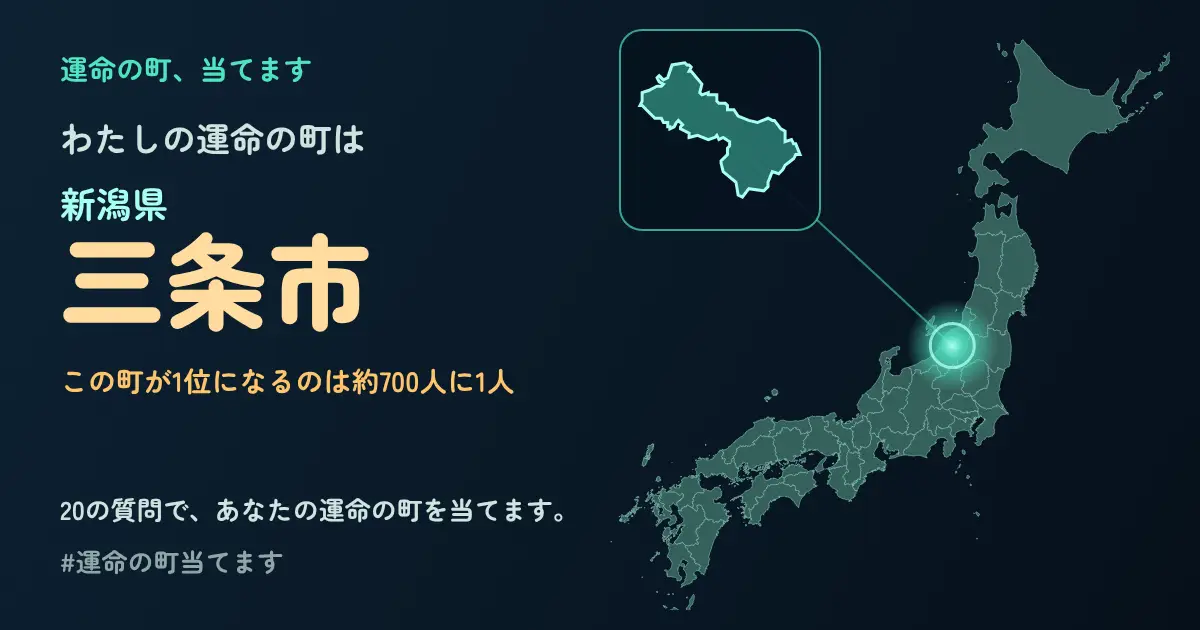 運命の町、当てます
わたしの運命の町は
新潟県
三条市
この町が1位になるのは約700人に1人
20の質問で、あなたの運命の町を当てます。
#運命の町当てます